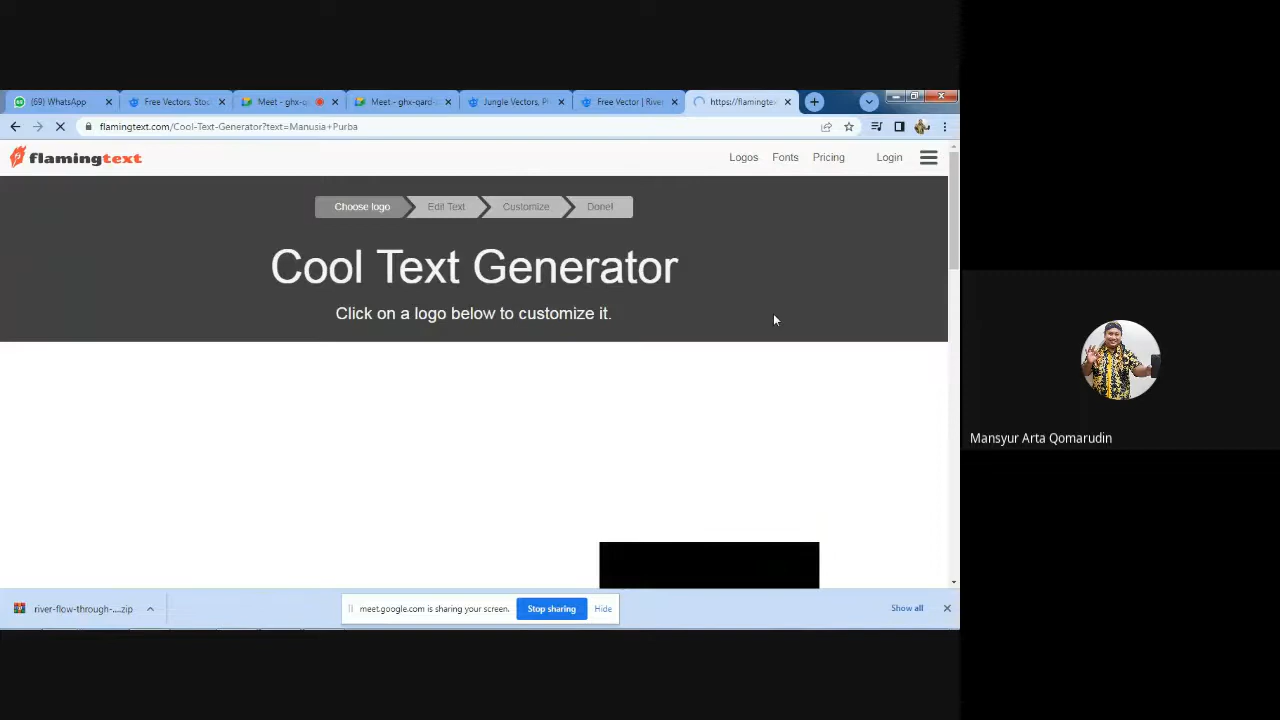 (69) WhatsApp
Free Vectors, Stoc
Meet - ghx-q
Meet - ghx-qard-
Jungle Vectors, P
Free Vector | River
https://flamingtex
flamingtext.com/Cool-Text-Generator?text=Manusia+Purba
flamingtext
Logos Fonts Pricing Login
Choose logo Edit Text Customize Done!
Cool Text Generator
Click on a logo below to customize it.
Mansyur Arta Qomarudin
river-flow-through-....zip
meet.google.com is sharing your screen. Stop sharing Hide
Show all